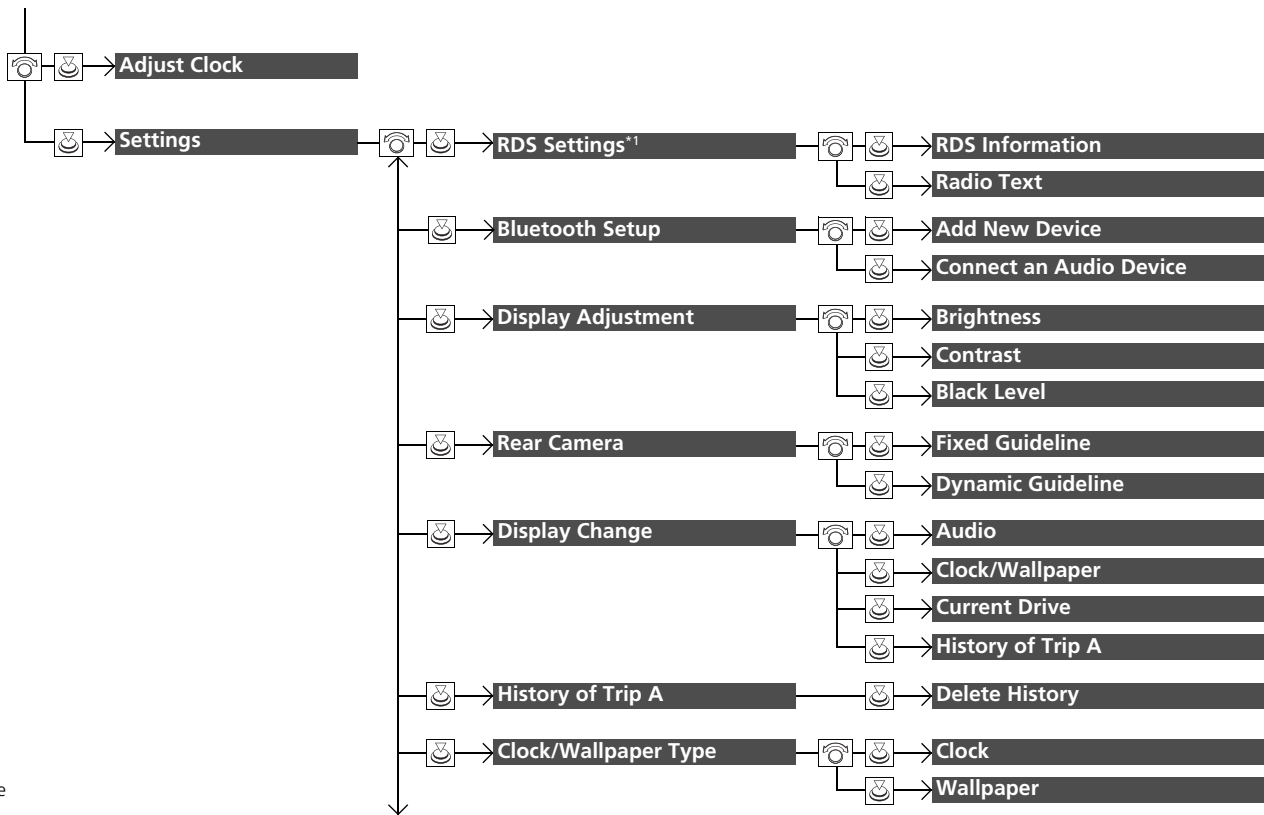 Adjust Clock
Settings
RDS Settings*1
RDS Information
Radio Text
Bluetooth Setup
Add New Device
Connect an Audio Device
Display Adjustment
Brightness
Contrast
Black Level
Rear Camera
Fixed Guideline
Dynamic Guideline
Display Change
Audio
Clock/Wallpaper
Current Drive
History of Trip A
History of Trip A
Delete History
Clock/Wallpaper Type
Clock
Wallpaper
e